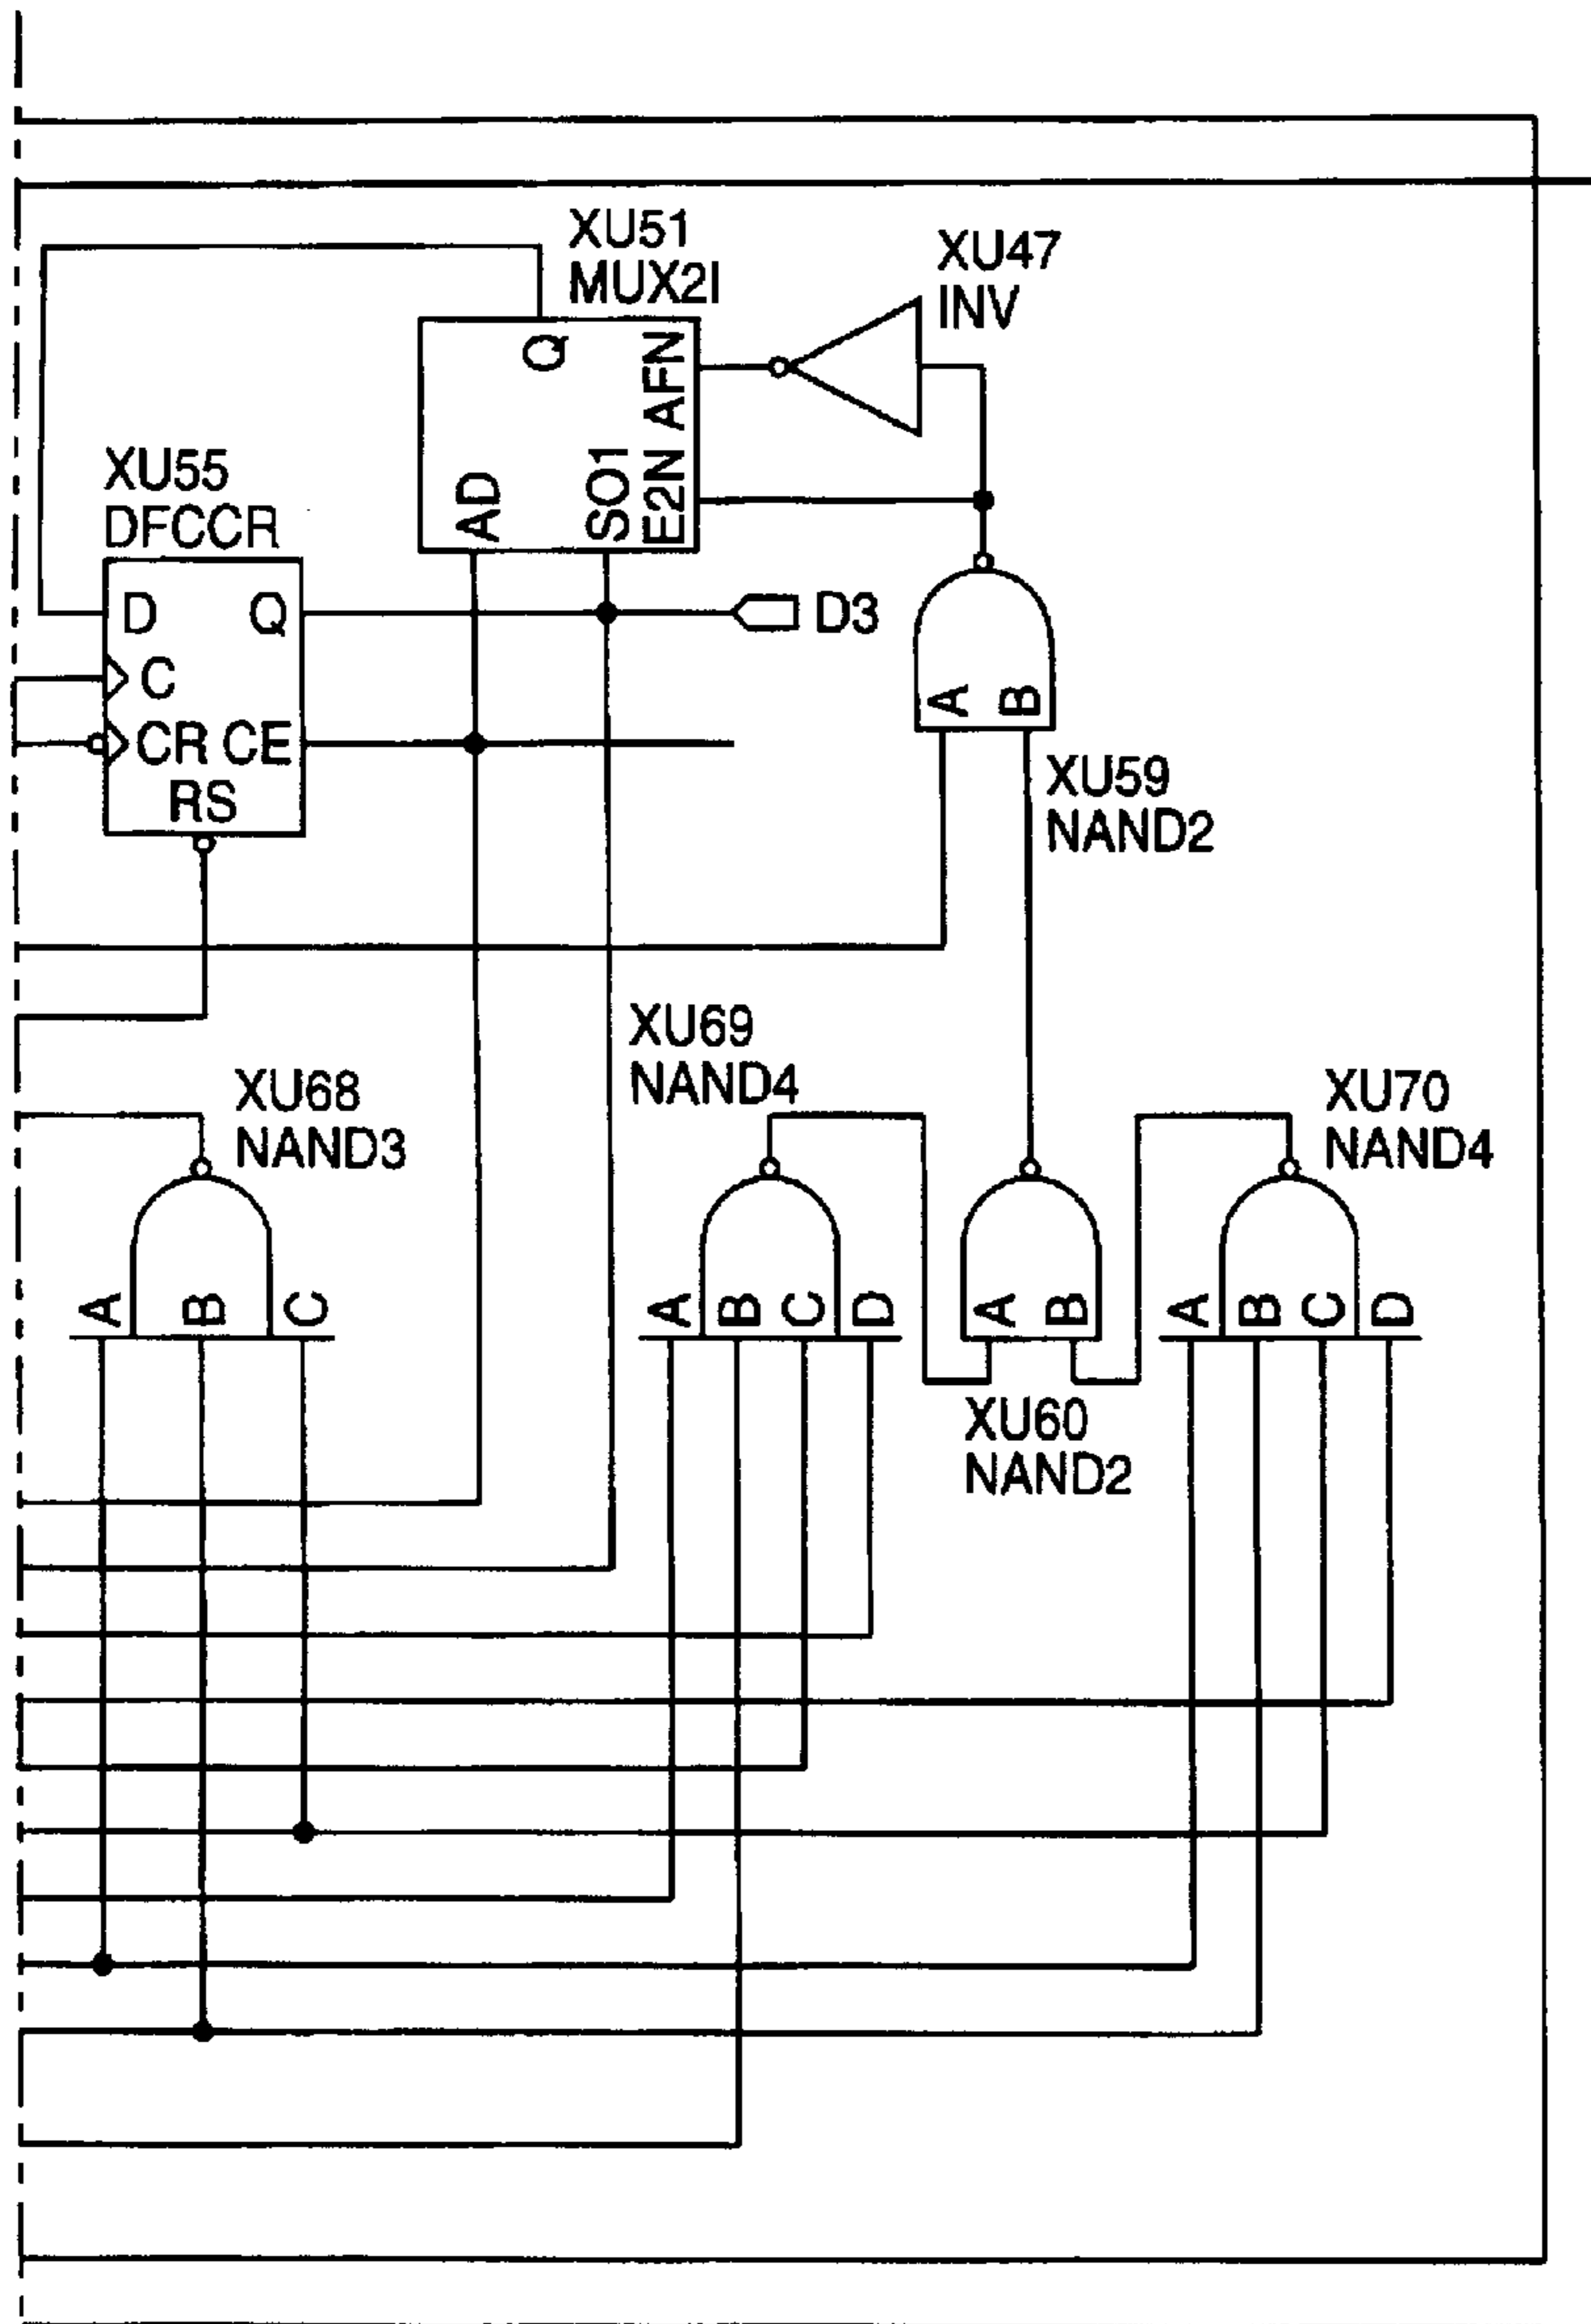 XU51
MUX2I
XU47
INV
Q
AFN
E2N
SO1
AD
XU55
DFCCR
D Q
C
CR CE
RS
D3
A B
XU59
NAND2
XU69
NAND4
XU68
NAND3
XU70
NAND4
A B C
A B C D
A B
A B C D
XU60
NAND2